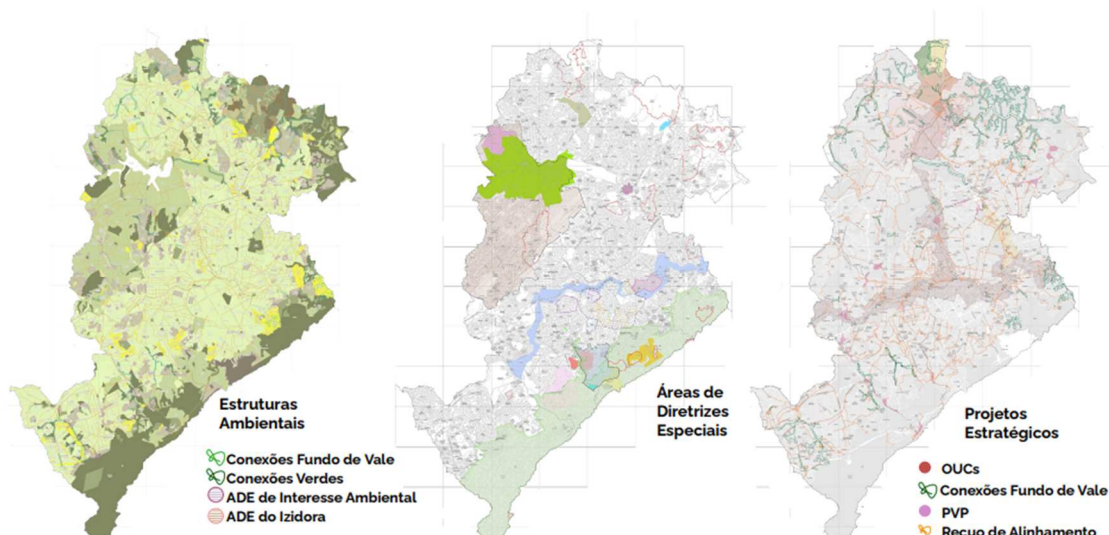 Estruturas
Ambientais
Conexões Fundo de Vale
Conexões Verdes
ADE de Interesse Ambiental
ADE do Izidora
Áreas de
Diretrizes
Especiais
Projetos
Estratégicos
OUCs
Conexões Fundo de Vale
PVP
Recuo de Alinhamento